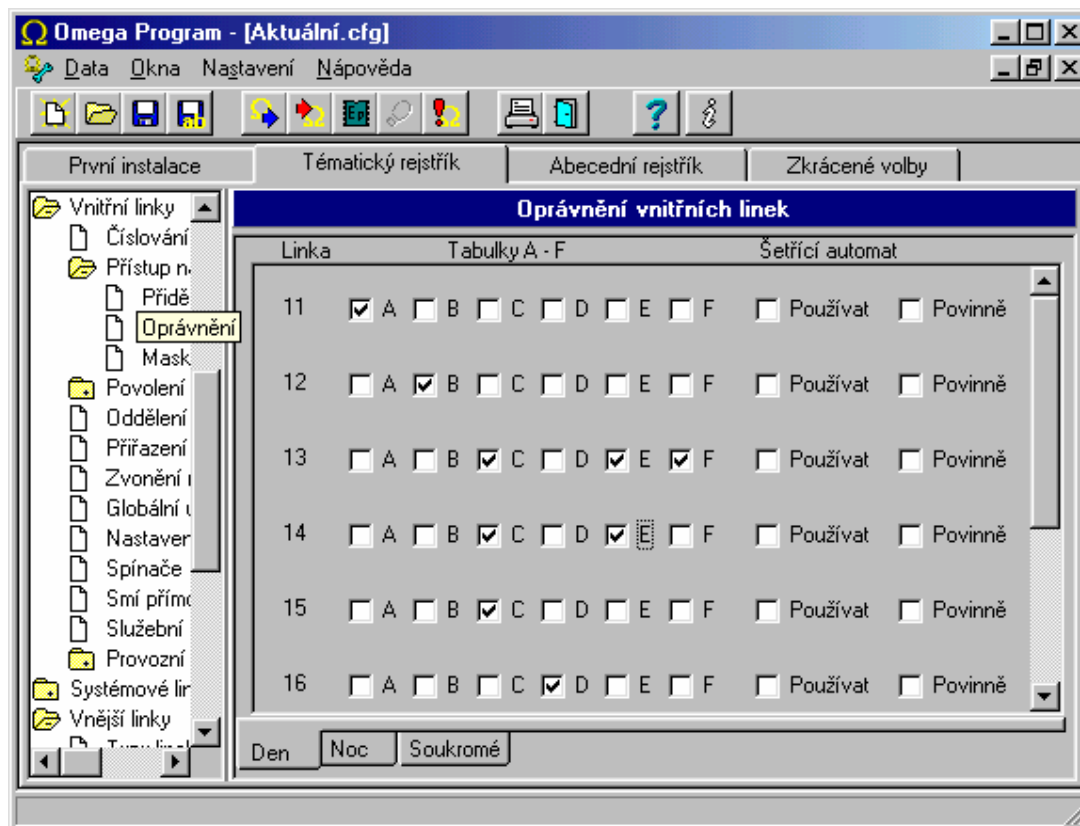 Omega Program - [Aktuální.cfg]
Data Okna Nastavení Nápověda
První instalace Tématický rejstřík Abecední rejstřík Zkrácené volby
Vnitřní linky
Číslování
Přístup n
Přidě
Oprávnění
Mask
Povolení
Oddělení
Přiřazení
Zvonění
Globální
Nastaver
Spínače
Smí přímo
Služební
Provozní
Systémové lir
Vnější linky
Oprávnění vnitřních linek
Linka Tabulky A - F Šetřící automat
11 A B C D E F Používat Povinně
12 A B C D E F Používat Povinně
13 A B C D E F Používat Povinně
14 A B C D E F Používat Povinně
15 A B C D E F Používat Povinně
16 A B C D E F Používat Povinně
Den Noc Soukromé